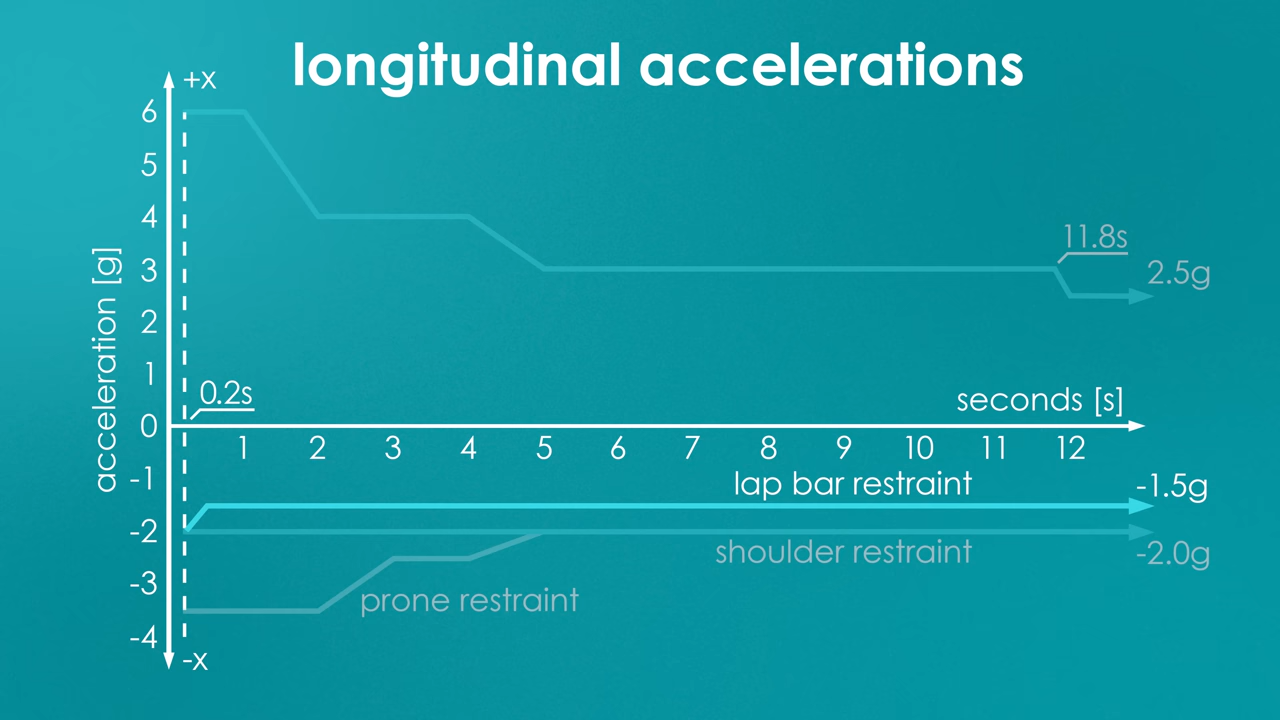 longitudinal accelerations
+x
6
5
4
3
2
1
0
-1
-2
-3
-4
-x
acceleration [g]
0.2s
11.8s
2.5g
seconds [s]
1 2 3 4 5 6 7 8 9 10 11 12
lap bar restraint
-1.5g
shoulder restraint
-2.0g
prone restraint